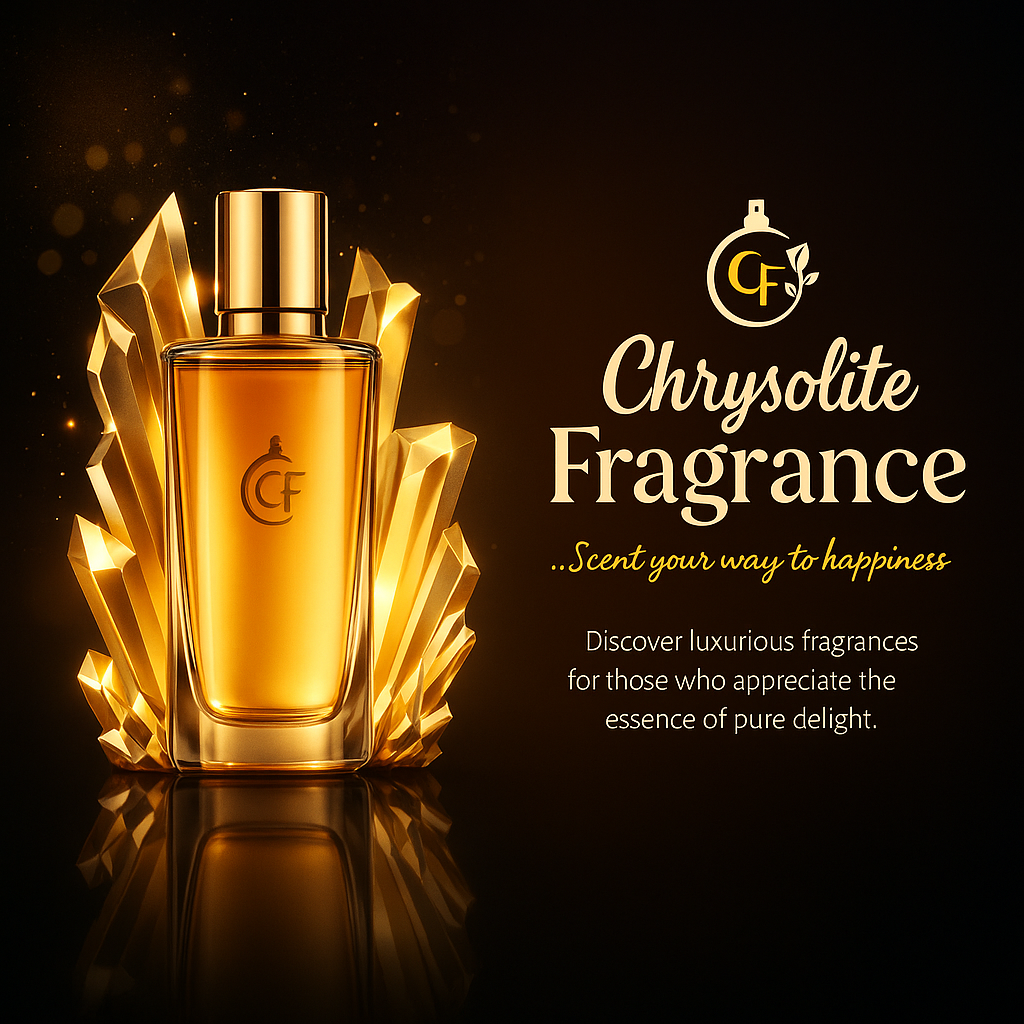 CF
CF
Chrysolite
Fragrance
..Scent your way to happiness
Discover luxurious fragrances
for those who appreciate the
essence of pure delight.